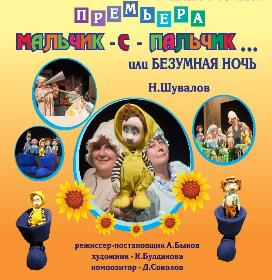 ПРЕМЬЕРА
МАЛЬЧИК - С - ПАЛЬЧИК ...
или БЕЗУМНАЯ НОЧЬ
Н.Шувалов
режиссер-постановщик А.Быков
художник - К.Булдакова
композитор - Д.Соколов